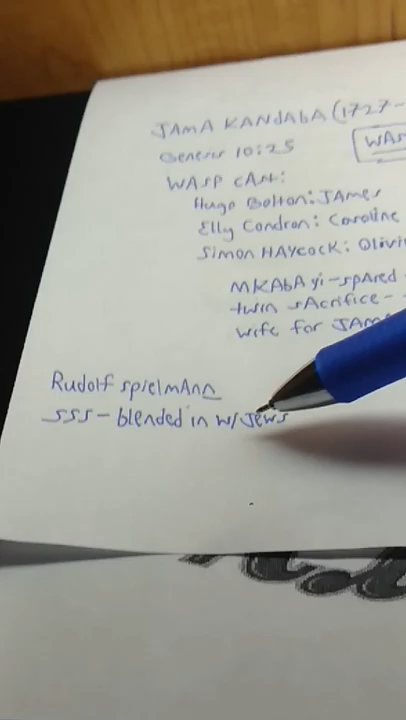 JAMA KANDABA (1727-
Genesis 10:25
WASP CAst:
Hugo Bolton: JAmes
Elly Condron: Caroline
Simon HAYcock: Olivi
MKAbAyi-spared
twin sAcrifice-
wife for JAM
Rudolf spielmAnn
SSS- blended in w/ Jews